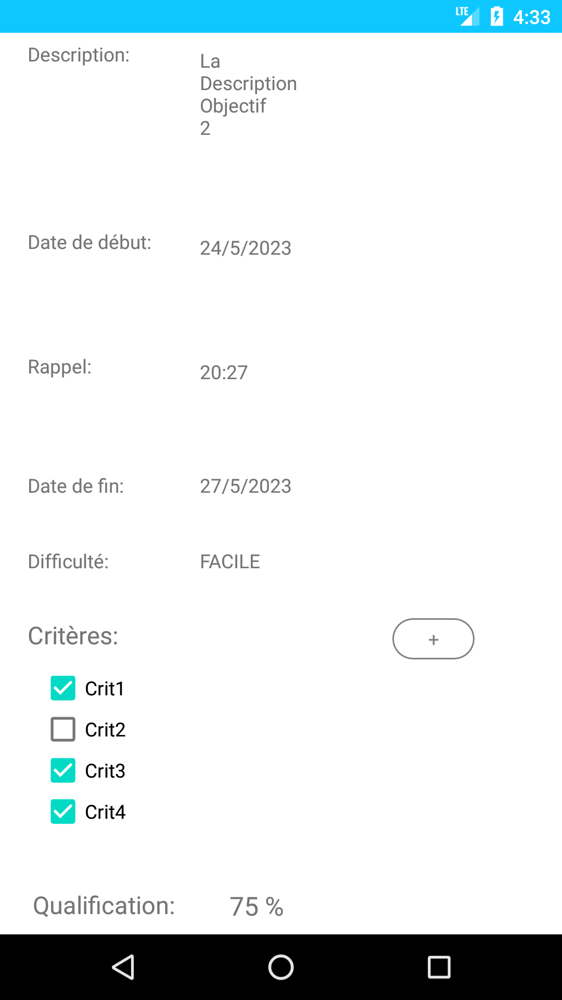 LTE 4:33
Description:
La
Description
Objectif
2
Date de début:
24/5/2023
Rappel:
20:27
Date de fin:
27/5/2023
Difficulté:
FACILE
Critères:
+
Crit1
Crit2
Crit3
Crit4
Qualification:
75 %